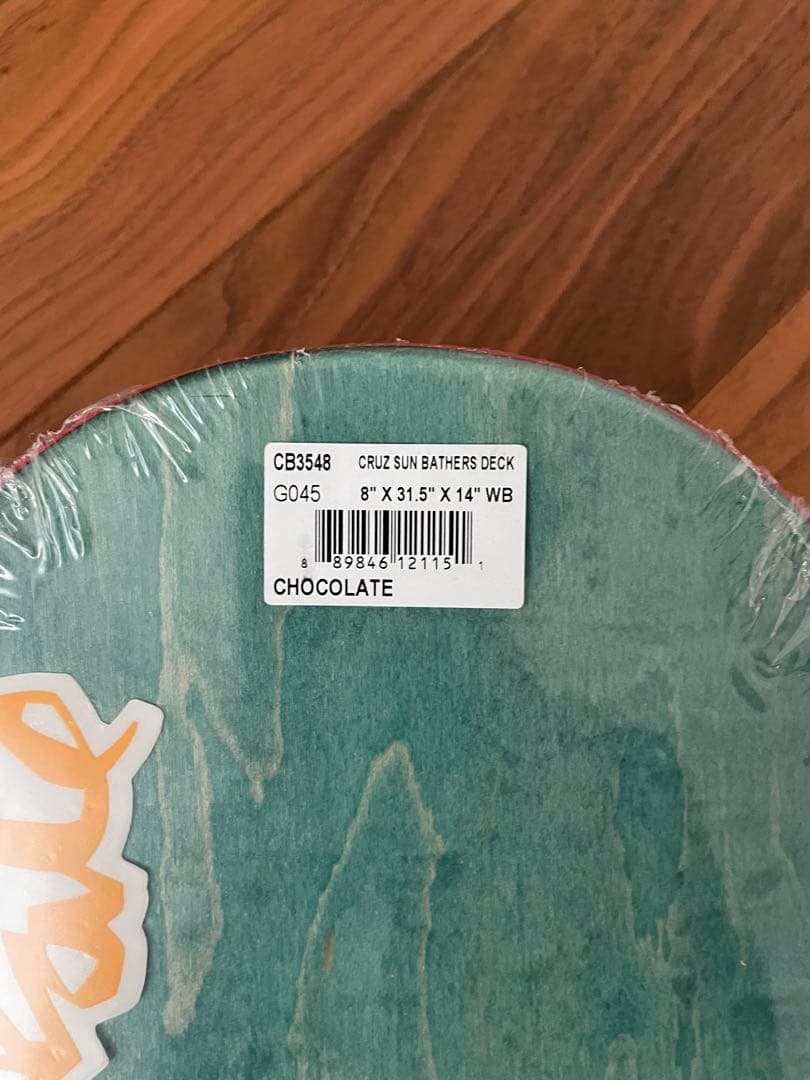 CB3548 CRUZ SUN BATHERS DECK
G045 8" X 31.5" X 14" WB
8 89846 12115 1
CHOCOLATE